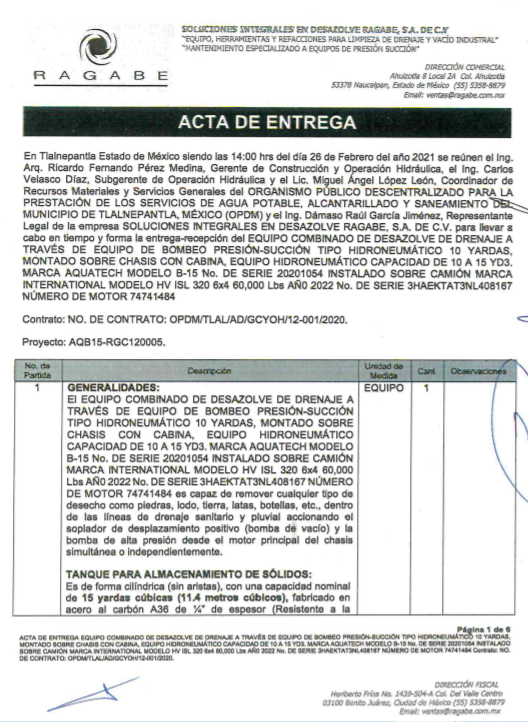 RAGABE
SOLUCIONES INTEGRALES EN DESAZOLVE RAGABE, S.A. DE C.V
"EQUIPO, HERRAMIENTAS Y REFACCIONES PARA LIMPIEZA DE DRENAJE Y VACÍO INDUSTRIAL"
"MANTENIMIENTO ESPECIALIZADO A EQUIPOS DE PRESIÓN SUCCIÓN"
DIRECCIÓN COMERCIAL
Ahuizotla 8 Local 2A Col. Ahuizotla
53378 Naucalpan, Estado de México (55) 5358-8879
Email: ventas@ragabe.com.mx
ACTA DE ENTREGA
En Tlalnepantla Estado de México siendo las 14:00 hrs del día 26 de Febrero del año 2021 se reúnen el Ing.
Arq. Ricardo Fernando Pérez Medina, Gerente de Construcción y Operación Hidráulica, el Ing. Carlos
Velasco Díaz, Subgerente de Operación Hidráulica y el Lic. Miguel Ángel López León, Coordinador de
Recursos Materiales y Servicios Generales del ORGANISMO PÚBLICO DESCENTRALIZADO PARA LA
PRESTACIÓN DE LOS SERVICIOS DE AGUA POTABLE, ALCANTARILLADO Y SANEAMIENTO DEL
MUNICIPIO DE TLALNEPANTLA, MÉXICO (OPDM) y el Ing. Dámaso Raúl García Jiménez, Representante
Legal de la empresa SOLUCIONES INTEGRALES EN DESAZOLVE RAGABE, S.A. DE C.V. para llevar a
cabo en tiempo y forma la entrega-recepción del EQUIPO COMBINADO DE DESAZOLVE DE DRENAJE A
TRAVÉS DE EQUIPO DE BOMBEO PRESIÓN-SUCCIÓN TIPO HIDRONEUMÁTICO 10 YARDAS,
MONTADO SOBRE CHASIS CON CABINA, EQUIPO HIDRONEUMÁTICO CAPACIDAD DE 10 A 15 YD3.
MARCA AQUATECH MODELO B-15 No. DE SERIE 20201054 INSTALADO SOBRE CAMIÓN MARCA
INTERNATIONAL MODELO HV ISL 320 6x4 60,000 Lbs AÑO 2022 No. DE SERIE 3HAEKTAT3NL408167
NÚMERO DE MOTOR 74741484
Contrato: NO. DE CONTRATO: OPDM/TLAL/AD/GCYOH/12-001/2020.
Proyecto: AQB15-RGC120005.
No. de Partida Descripción Unidad de Medida Cant Observaciones
1 GENERALIDADES: EQUIPO 1
El EQUIPO COMBINADO DE DESAZOLVE DE DRENAJE A
TRAVÉS DE EQUIPO DE BOMBEO PRESIÓN-SUCCIÓN
TIPO HIDRONEUMÁTICO 10 YARDAS, MONTADO SOBRE
CHASIS CON CABINA, EQUIPO HIDRONEUMÁTICO
CAPACIDAD DE 10 A 15 YD3. MARCA AQUATECH MODELO
B-15 No. DE SERIE 20201054 INSTALADO SOBRE CAMIÓN
MARCA INTERNATIONAL MODELO HV ISL 320 6x4 60,000
Lbs AÑO 2022 No. DE SERIE 3HAEKTAT3NL408167 NÚMERO
DE MOTOR 74741484 es capaz de remover cualquier tipo de
desecho como piedras, lodo, tierra, latas, botellas, etc., dentro
de las líneas de drenaje sanitario y pluvial accionando el
soplador de desplazamiento positivo (bomba de vacío) y la
bomba de alta presión desde el motor principal del chasis
simultánea o independientemente.
TANQUE PARA ALMACENAMIENTO DE SÓLIDOS:
Es de forma cilíndrica (sin aristas), con una capacidad nominal
de 15 yardas cúbicas (11.4 metros cúbicos), fabricado en
acero al carbón A36 de ¼" de espesor (Resistente a la
Página 1 de 6
ACTA DE ENTREGA EQUIPO COMBINADO DE DESAZOLVE DE DRENAJE A TRAVÉS DE EQUIPO DE BOMBEO PRESIÓN-SUCCIÓN TIPO HIDRONEUMÁTICO 10 YARDAS,
MONTADO SOBRE CHASIS CON CABINA, EQUIPO HIDRONEUMÁTICO CAPACIDAD DE 10 A 15 YD3. MARCA AQUATECH MODELO B-15 No. DE SERIE 20201054 INSTALADO
SOBRE CAMIÓN MARCA INTERNATIONAL MODELO HV ISL 320 6x4 60,000 Lbs AÑO 2022 No. DE SERIE 3HAEKTAT3NL408167 NÚMERO DE MOTOR 74741484 Contrato: NO.
DE CONTRATO: OPDM/TLAL/AD/GCYOH/12-001/2020.
DIRECCIÓN FISCAL
Heriberto Frías No. 1439-504-A Col. Del Valle Centro
03100 Benito Juárez, Ciudad de México (55) 5358-8879
Email: ventas@ragabe.com.mx